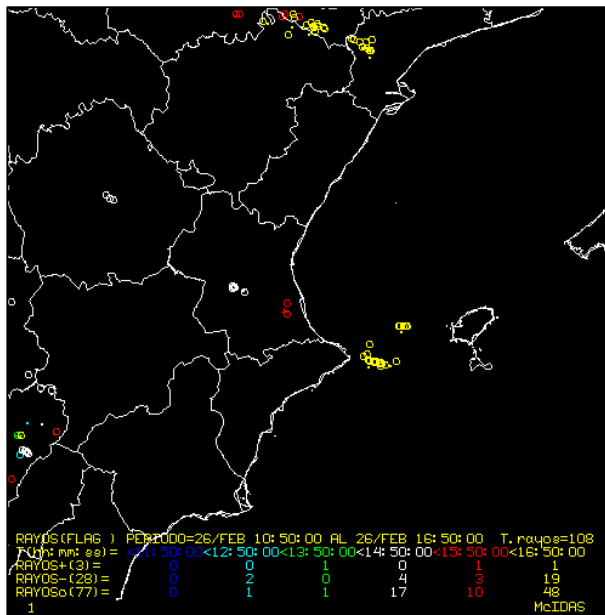 RAYOS(FLAG ) PERIODO=26/FEB 10:50:00 AL 26/FEB 16:50:00 T.rayos=108
T(hh:mm:ss)= <11:50:00<12:50:00<13:50:00<14:50:00<15:50:00<16:50:00
RAYOS+(3)= 0 0 1 0 1 1
RAYOS-(28)= 0 2 0 4 3 19
RAYOSo(77)= 0 1 1 17 10 48
1 McIDAS